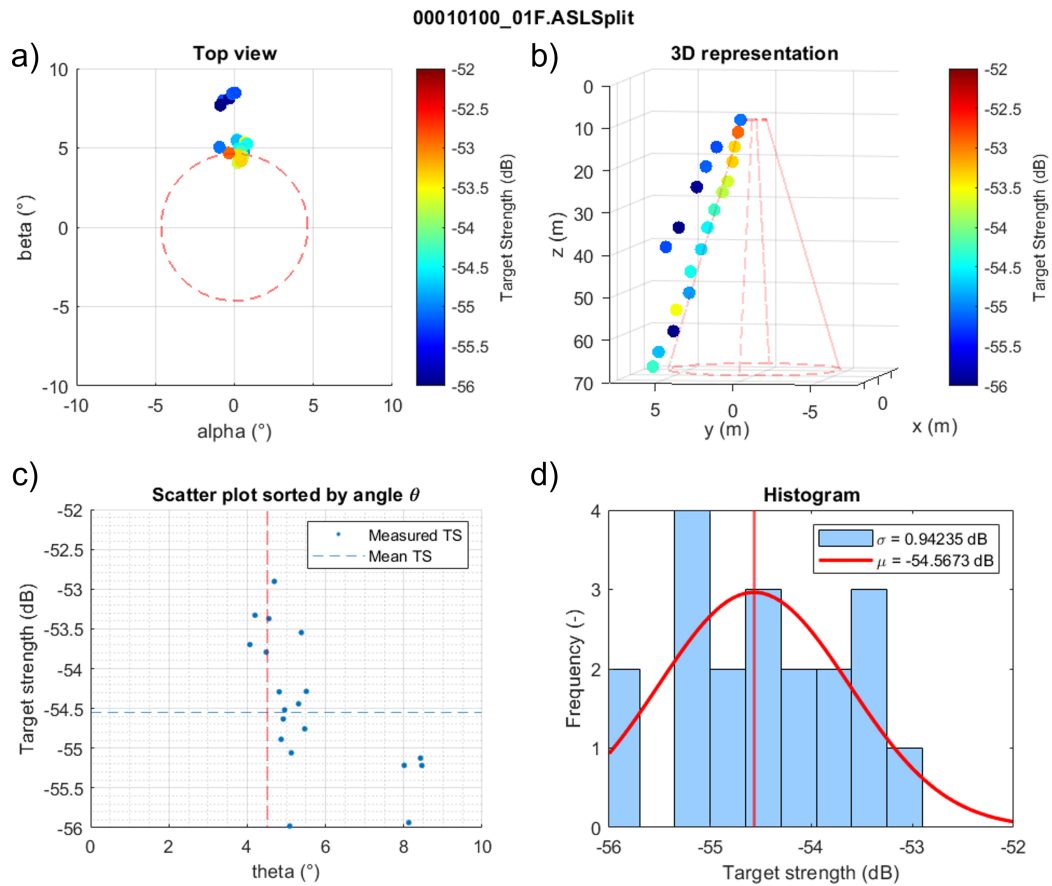 00010100_01F.ASLSplit
a)
Top view
10
5
0
-5
-10
-10
-5
0
5
10
beta (°)
alpha (°)
-52
-52.5
-53
-53.5
-54
-54.5
-55
-55.5
-56
Target Strength (dB)
b)
3D representation
0
10
20
30
40
50
60
70
z (m)
5
0
-5
y (m)
0
x (m)
-52
-52.5
-53
-53.5
-54
-54.5
-55
-55.5
-56
Target Strength (dB)
c)
Scatter plot sorted by angle θ
-52
-52.5
-53
-53.5
-54
-54.5
-55
-55.5
-56
Target strength (dB)
Measured TS
Mean TS
0
2
4
6
8
10
theta (°)
d)
Histogram
4
3
2
1
0
Frequency (-)
σ = 0.94235 dB
μ = -54.5673 dB
-56
-55
-54
-53
-52
Target strength (dB)